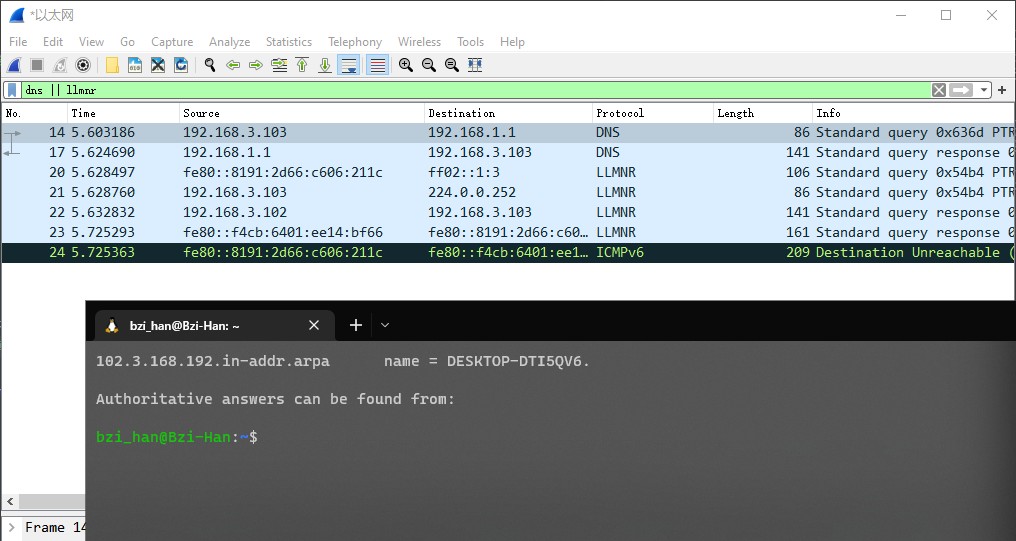 *以太网
File Edit View Go Capture Analyze Statistics Telephony Wireless Tools Help
dns || llmnr
No. Time Source Destination Protocol Length Info
14 5.603186 192.168.3.103 192.168.1.1 DNS 86 Standard query 0x636d PTR
17 5.624690 192.168.1.1 192.168.3.103 DNS 141 Standard query response 0
20 5.628497 fe80::8191:2d66:c606:211c ff02::1:3 LLMNR 106 Standard query 0x54b4 PTR
21 5.628760 192.168.3.103 224.0.0.252 LLMNR 86 Standard query 0x54b4 PTR
22 5.632832 192.168.3.102 192.168.3.103 LLMNR 141 Standard query response 0
23 5.725293 fe80::f4cb:6401:ee14:bf66 fe80::8191:2d66:c60… LLMNR 161 Standard query response 0
24 5.725363 fe80::8191:2d66:c606:211c fe80::f4cb:6401:ee1… ICMPv6 209 Destination Unreachable (
bzi_han@Bzi-Han: ~
102.3.168.192.in-addr.arpa name = DESKTOP-DTI5QV6.
Authoritative answers can be found from:
bzi_han@Bzi-Han:~$
Frame 14